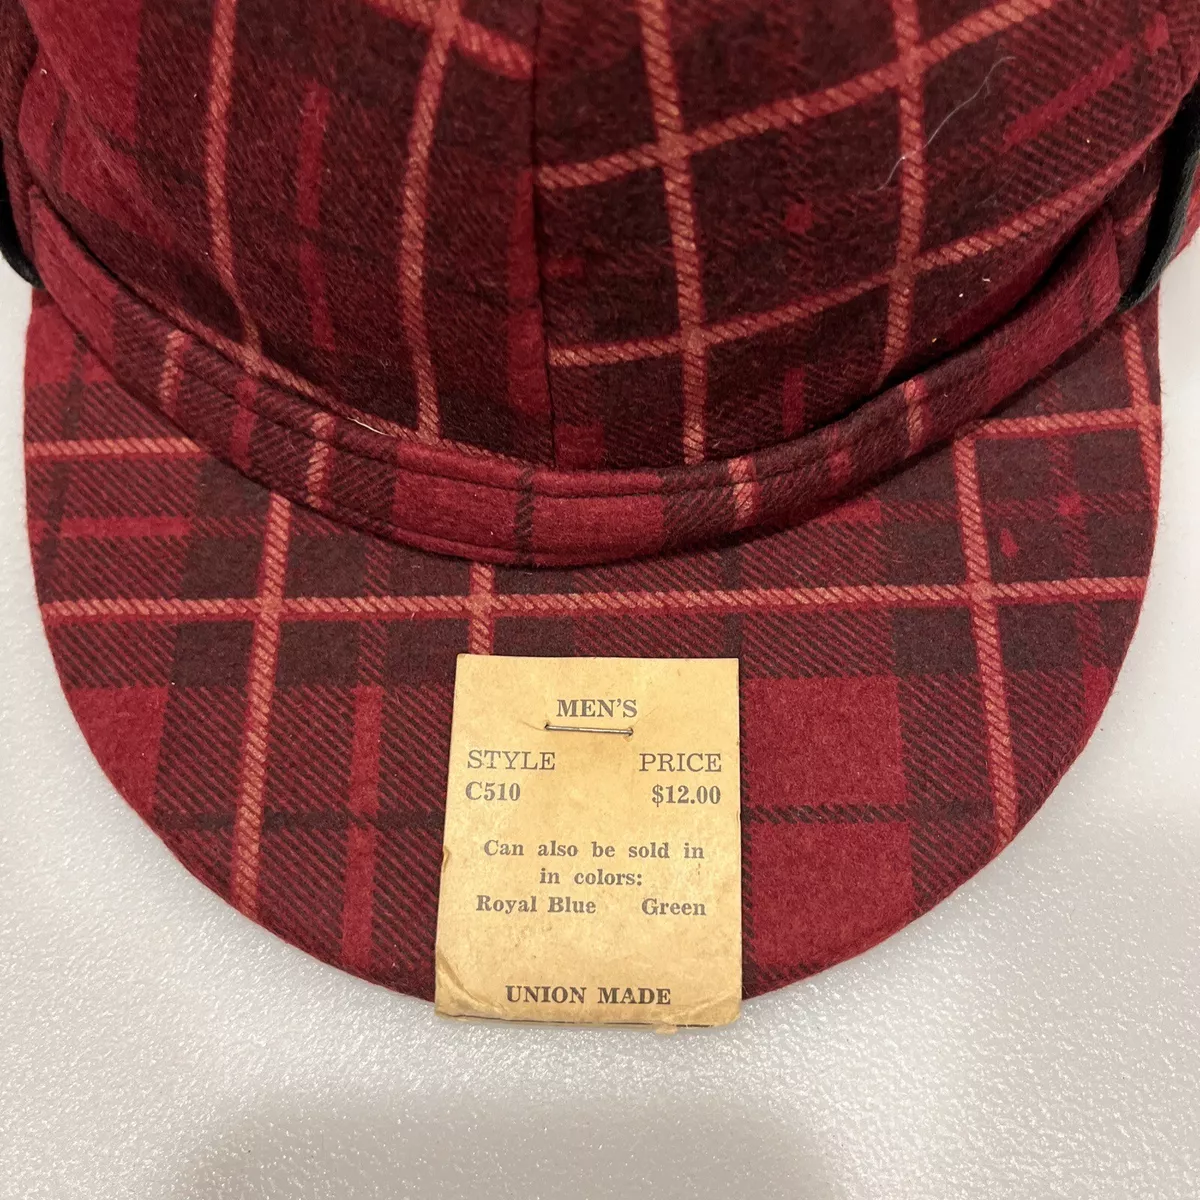 MEN'S
STYLE PRICE
C510 $12.00
Can also be sold in
in colors:
Royal Blue Green
UNION MADE